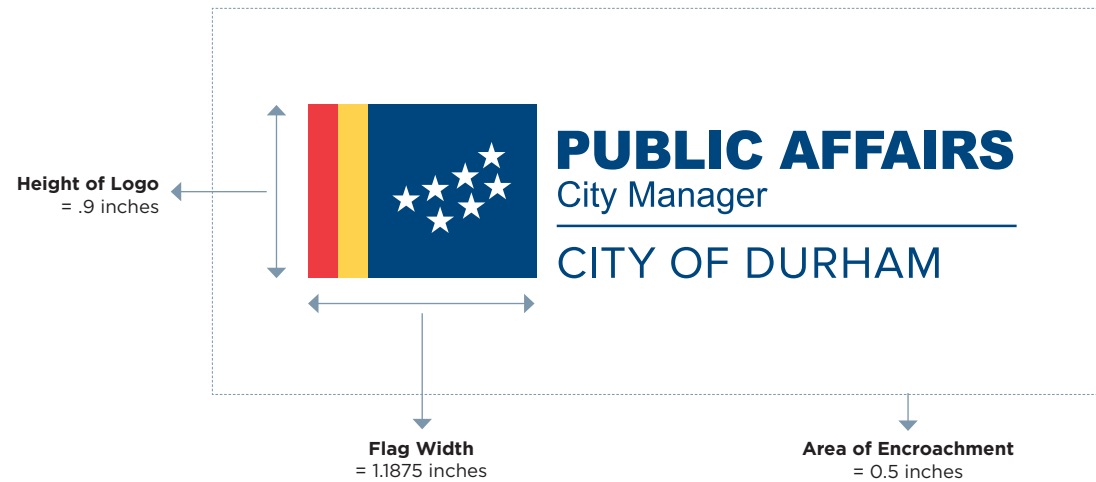 PUBLIC AFFAIRS
City Manager
CITY OF DURHAM
Height of Logo
= .9 inches
Flag Width
= 1.1875 inches
Area of Encroachment
= 0.5 inches